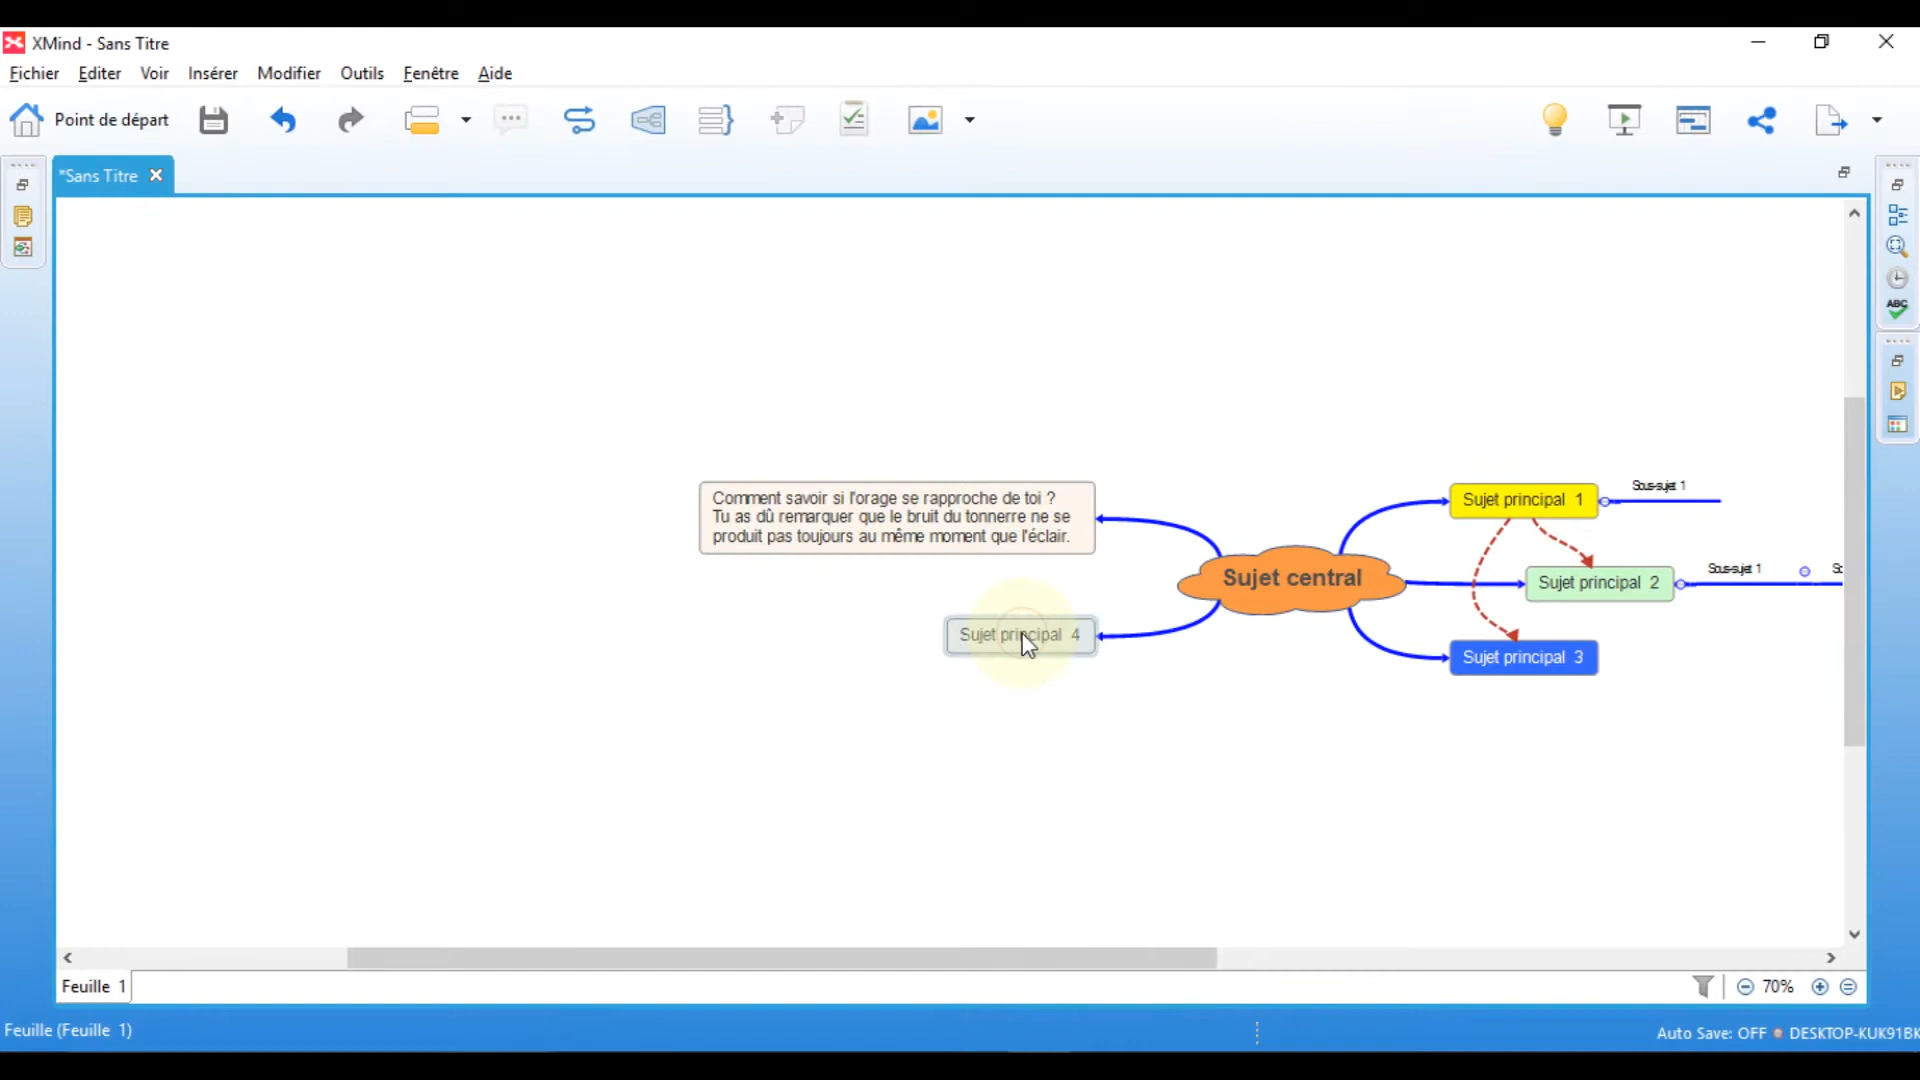 XMind - Sans Titre
Fichier Editer Voir Insérer Modifier Outils Fenêtre Aide
Point de départ
*Sans Titre
ABC
Comment savoir si l'orage se rapproche de toi ?
Tu as dû remarquer que le bruit du tonnerre ne se
produit pas toujours au même moment que l'éclair.
Sujet central
Sujet principal 1
Sous-sujet 1
Sujet principal 2
Sous-sujet 1
Sujet principal 4
Sujet principal 3
Feuille 1
70%
Feuille (Feuille 1)
Auto Save: OFF
DESKTOP-KUK91BK